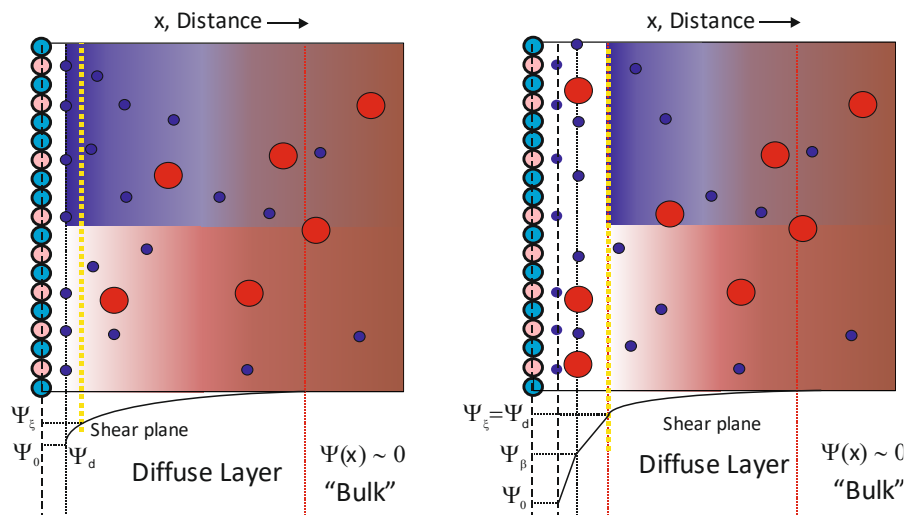 x, Distance
x, Distance
Ψξ
Ψ0
Ψd
Shear plane
Diffuse Layer
Ψ(x) ~ 0
“Bulk”
Ψξ=Ψd
Ψβ
Ψ0
Shear plane
Diffuse Layer
Ψ(x) ~ 0
“Bulk”